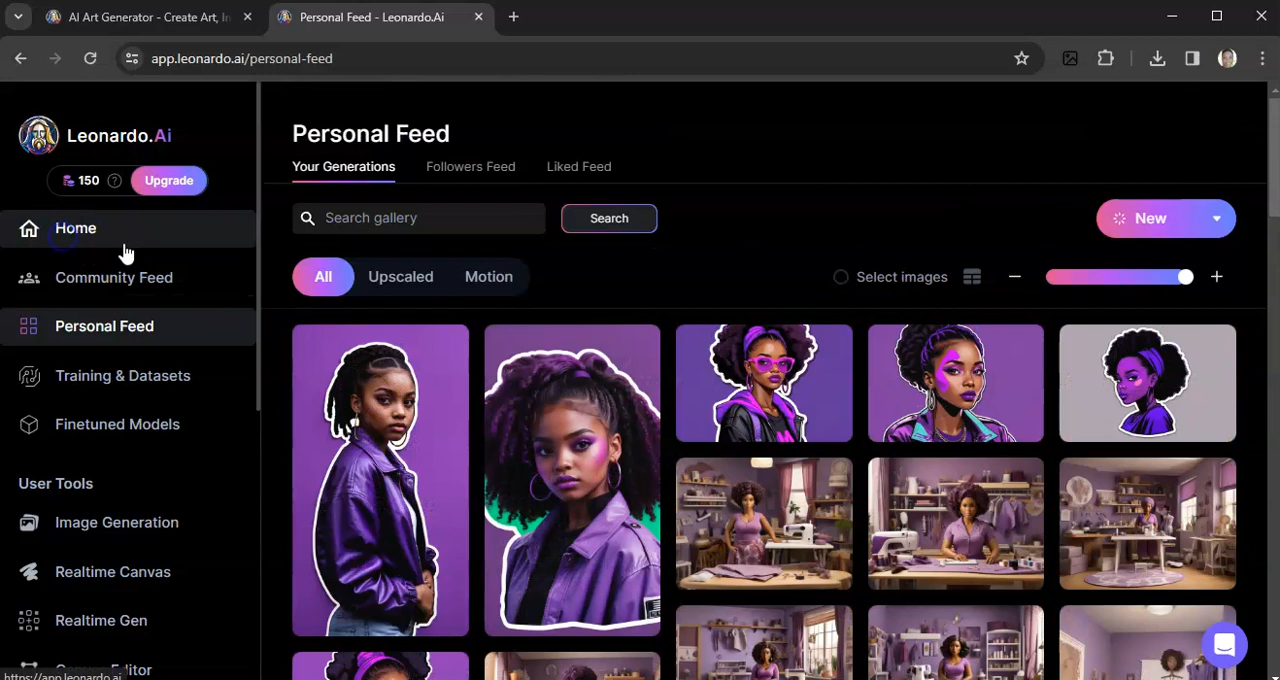 AI Art Generator - Create Art, I
Personal Feed - Leonardo.Ai
app.leonardo.ai/personal-feed
Leonardo.Ai
150
Upgrade
Home
Community Feed
Personal Feed
Training & Datasets
Finetuned Models
User Tools
Image Generation
Realtime Canvas
Realtime Gen
Personal Feed
Your Generations
Followers Feed
Liked Feed
Search gallery
Search
New
All
Upscaled
Motion
Select images
https://app.leonardo.ai